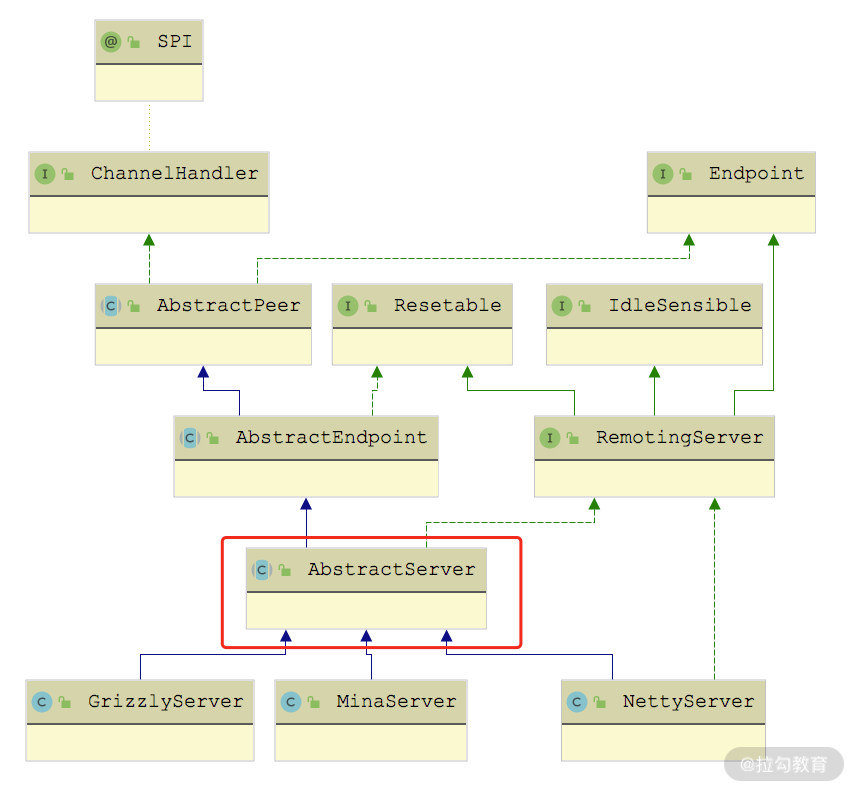 @ SPI
I ChannelHandler
I Endpoint
C AbstractPeer
I Resetable
I IdleSensible
C AbstractEndpoint
I RemotingServer
C AbstractServer
C GrizzlyServer
C MinaServer
C NettyServer
@拉勾教育